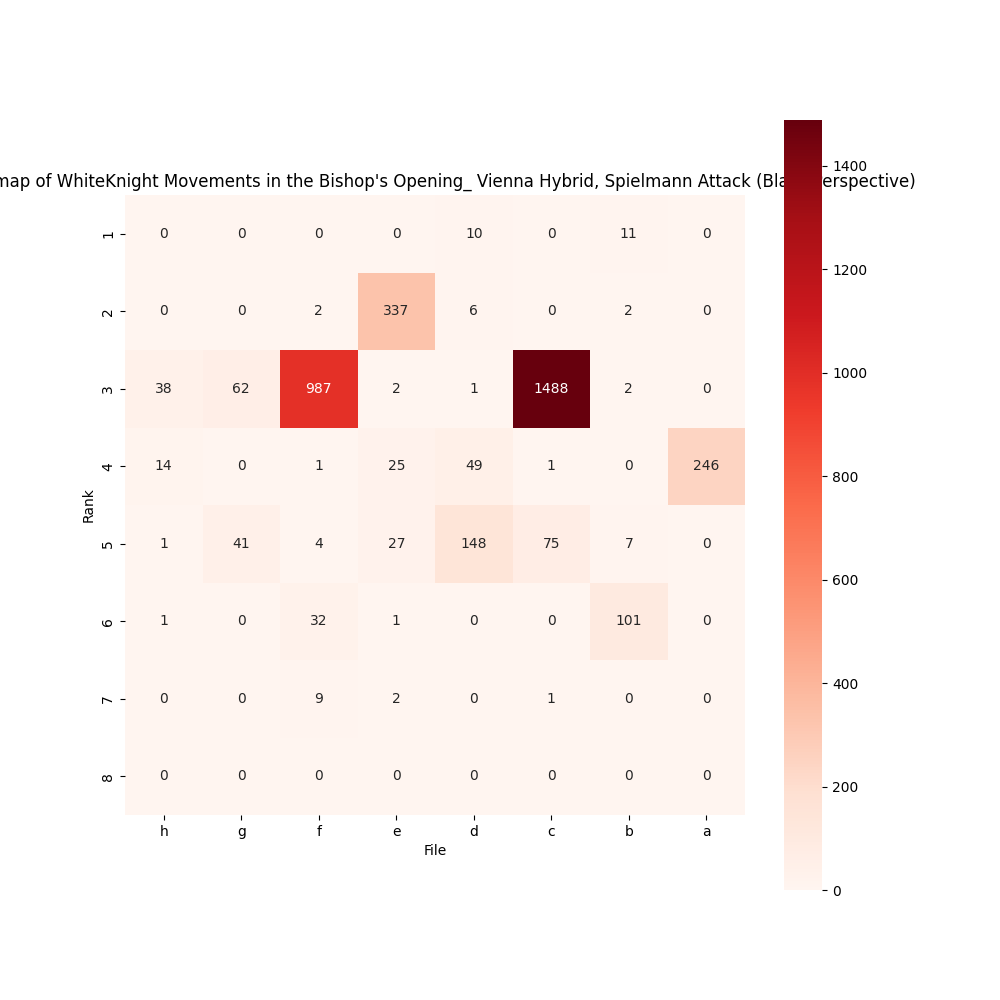 map of WhiteKnight Movements in the Bishop's Opening_ Vienna Hybrid, Spielmann Attack (Bla erspective)
1 0 0 0 0 10 0 11 0
2 0 0 2 337 6 0 2 0
3 38 62 987 2 1 1488 2 0
4 14 0 1 25 49 1 0 246
Rank
5 1 41 4 27 148 75 7 0
6 1 0 32 1 0 0 101 0
7 0 0 9 2 0 1 0 0
8 0 0 0 0 0 0 0 0
h g f e d c b a
File
1400
1200
1000
800
600
400
200
0